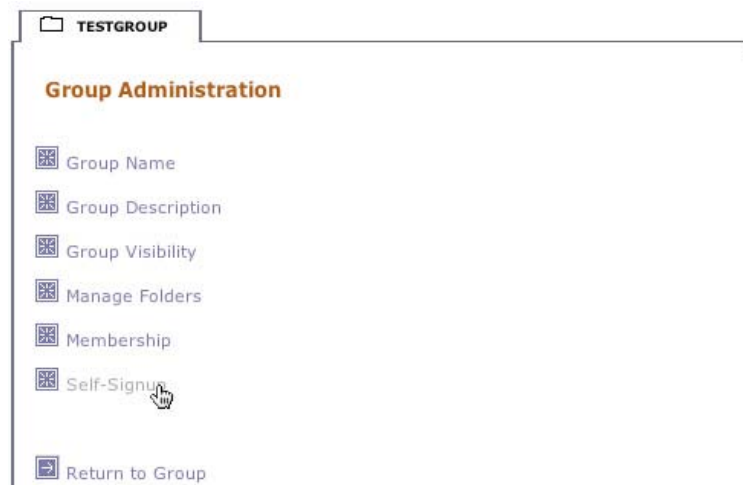 TESTGROUP
Group Administration
Group Name
Group Description
Group Visibility
Manage Folders
Membership
Self-Signup
Return to Group